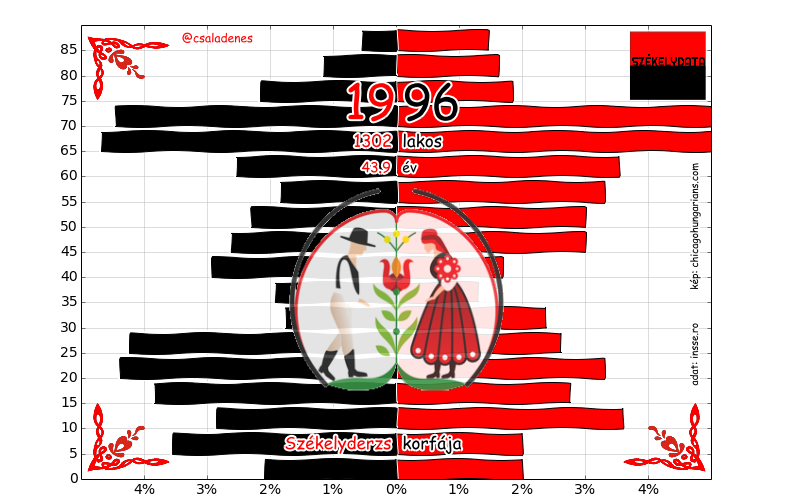 @csaladenes
SZÉKELYDATA
1996
1302 lakos
43.9 év
kép: chicagohungarians.com
adat: insse.ro
Székelyderzs korfája
85
80
75
70
65
60
55
50
45
40
35
30
25
20
15
10
5
0
4% 3% 2% 1% 0% 1% 2% 3% 4%